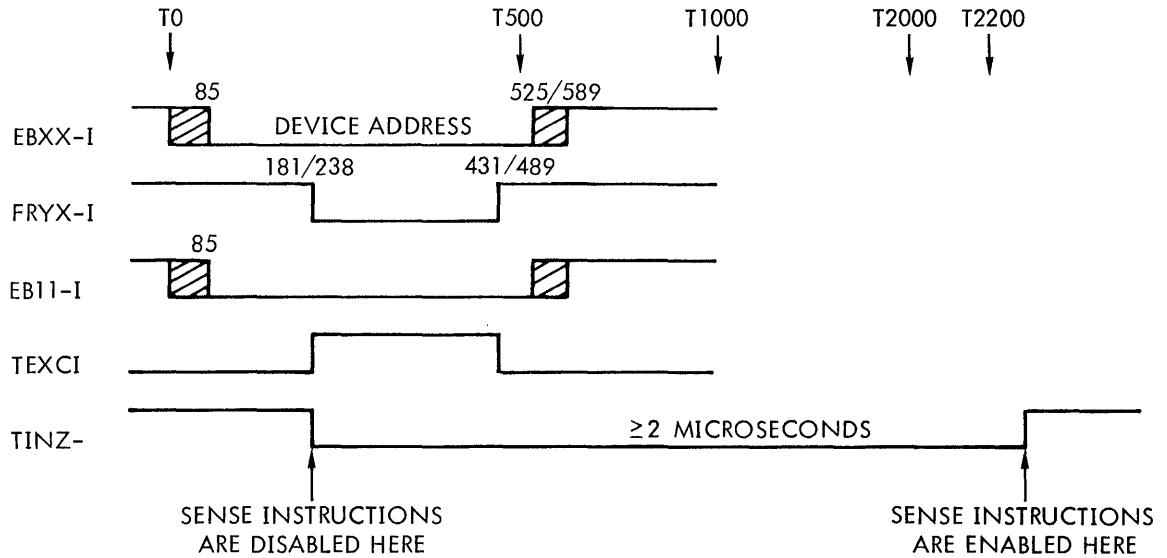 T0 T500 T1000 T2000 T2200
85 525/589
EBXX-I DEVICE ADDRESS
181/238 431/489
FRYX-I
85
EB11-I
TEXCI
TINZ- ≥2 MICROSECONDS
SENSE INSTRUCTIONS
ARE DISABLED HERE
SENSE INSTRUCTIONS
ARE ENABLED HERE